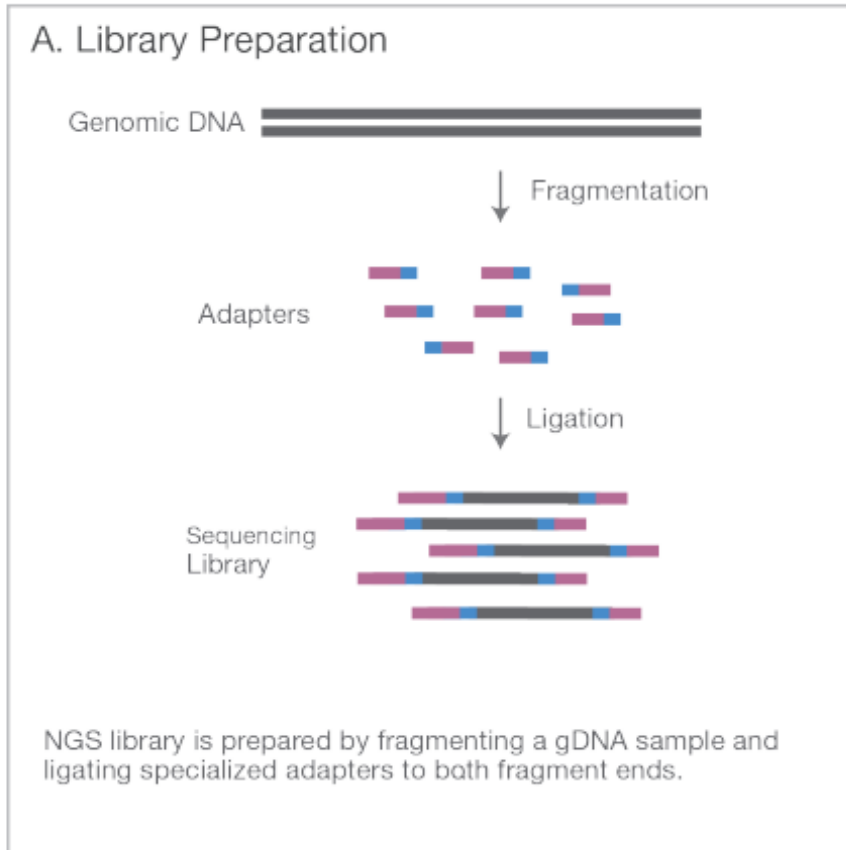 A. Library Preparation
Genomic DNA
Fragmentation
Adapters
Ligation
Sequencing
Library
NGS library is prepared by fragmenting a gDNA sample and
ligating specialized adapters to both fragment ends.